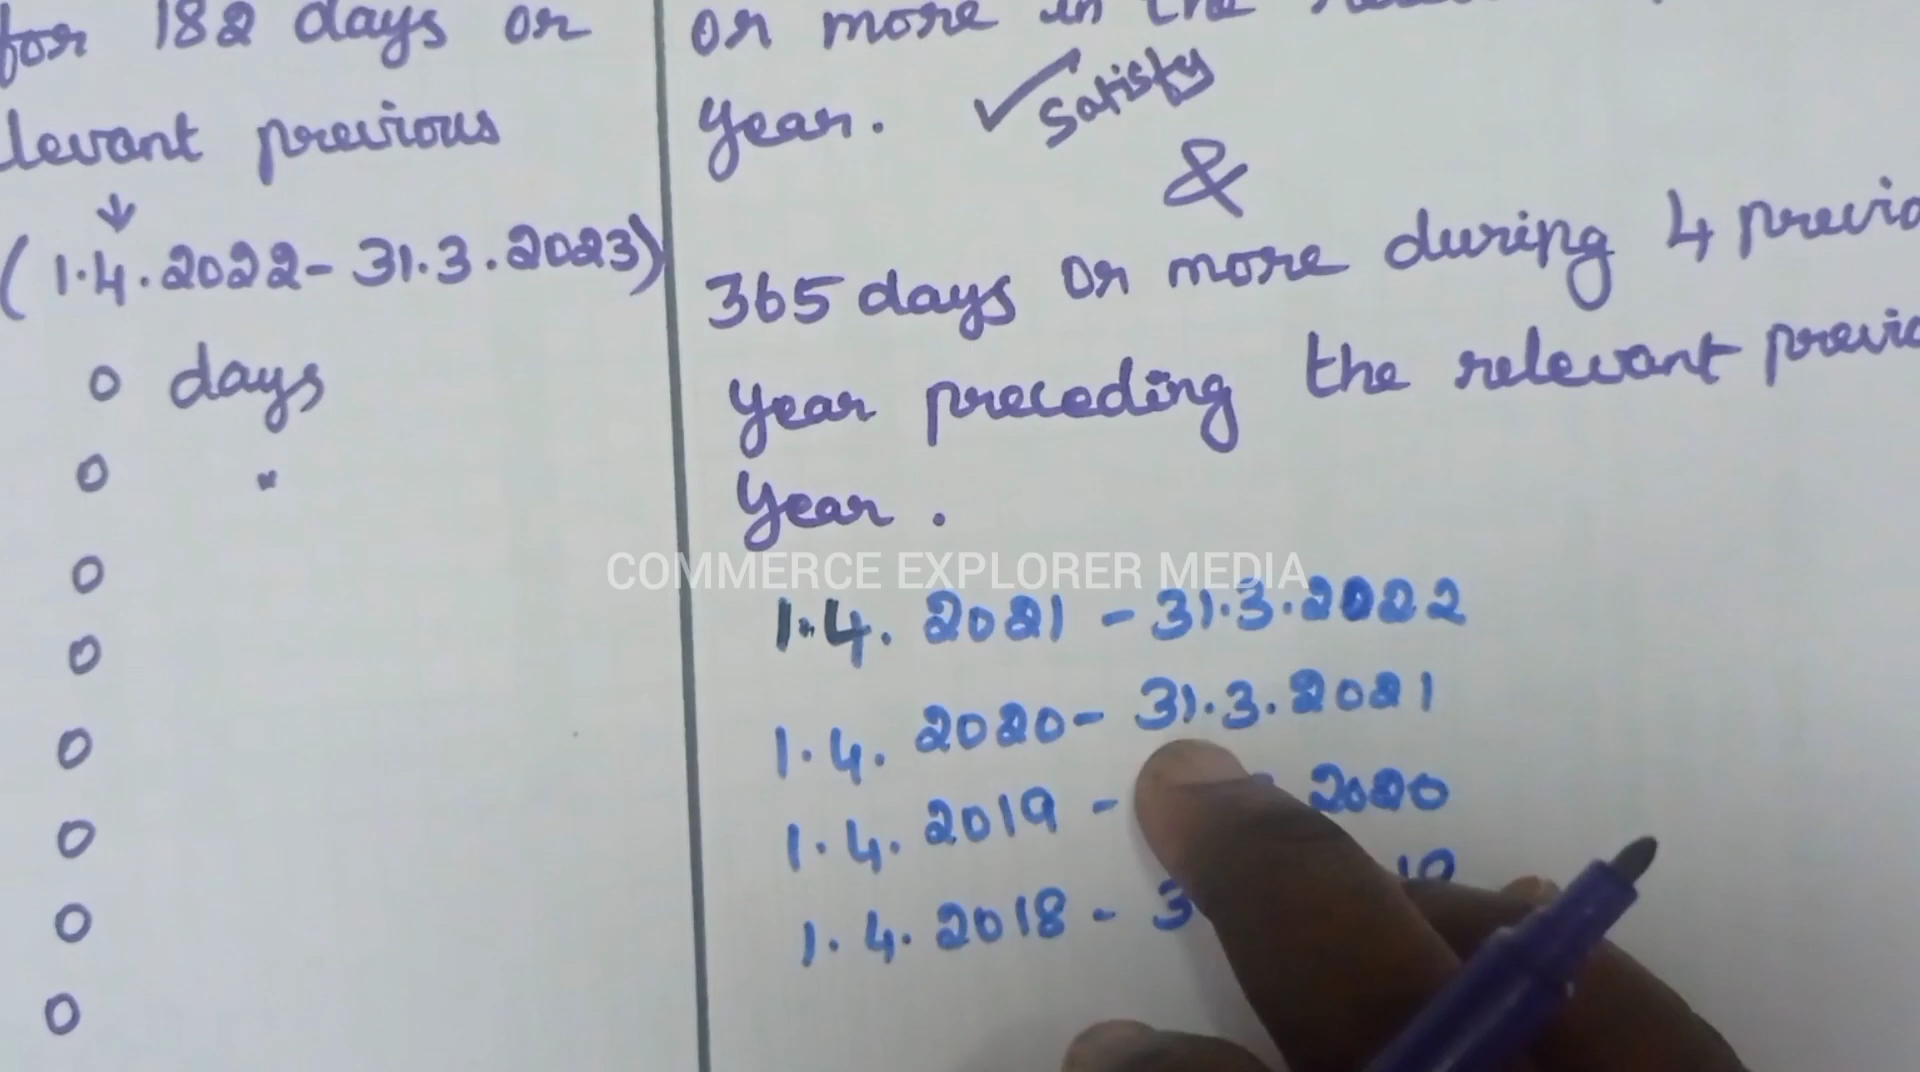 for 182 days or
levant previous
(1.4.2022-31.3.2023)
0 days
0 "
0
0
0
0
0
0
or more in the
year. ✓ Satisfy
&
365 days or more during 4 previo
year preceding the relevant previo
year.
COMMERCE EXPLORER MEDIA
1.4.2021 - 31.3.2022
1.4.2020 - 31.3.2021
1.4.2019 - 2020
1.4.2018 - 3 19